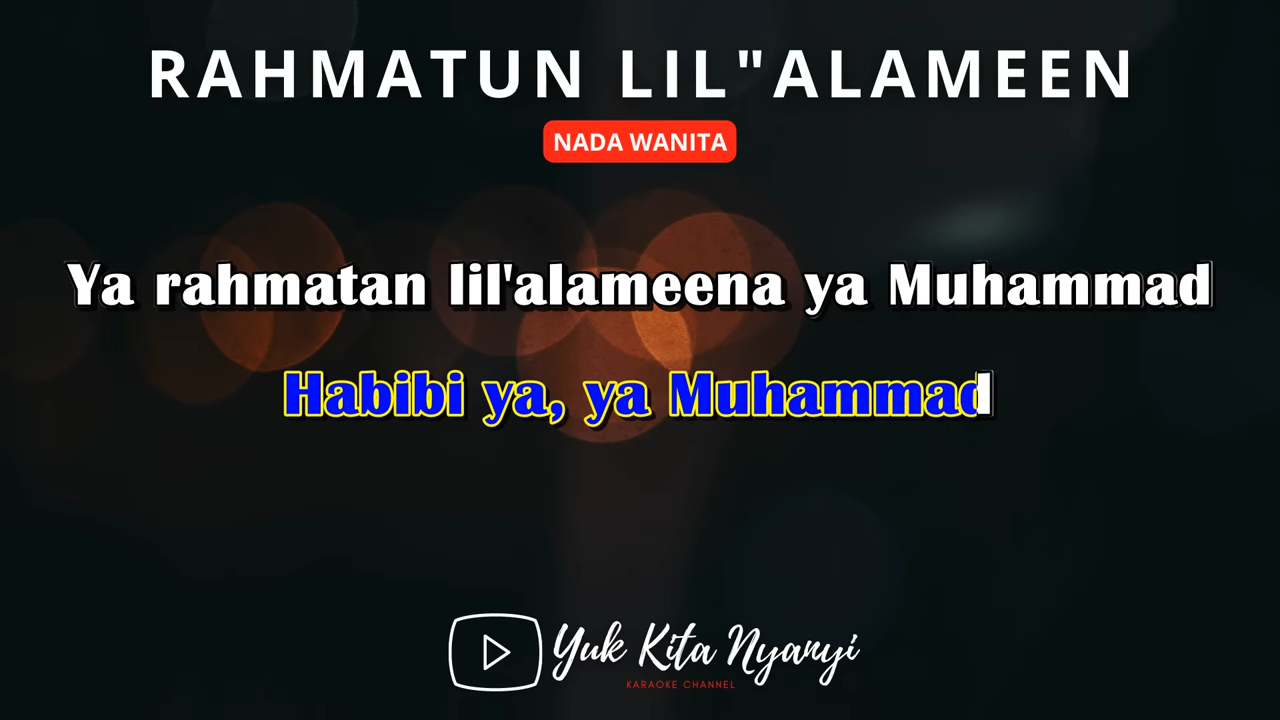 RAHMATUN LIL"ALAMEEN
NADA WANITA
Ya rahmatan lil'alameena ya Muhammad
Habibi ya, ya Muhammad
Yuk Kita Nyanyi
KARAOKE CHANNEL